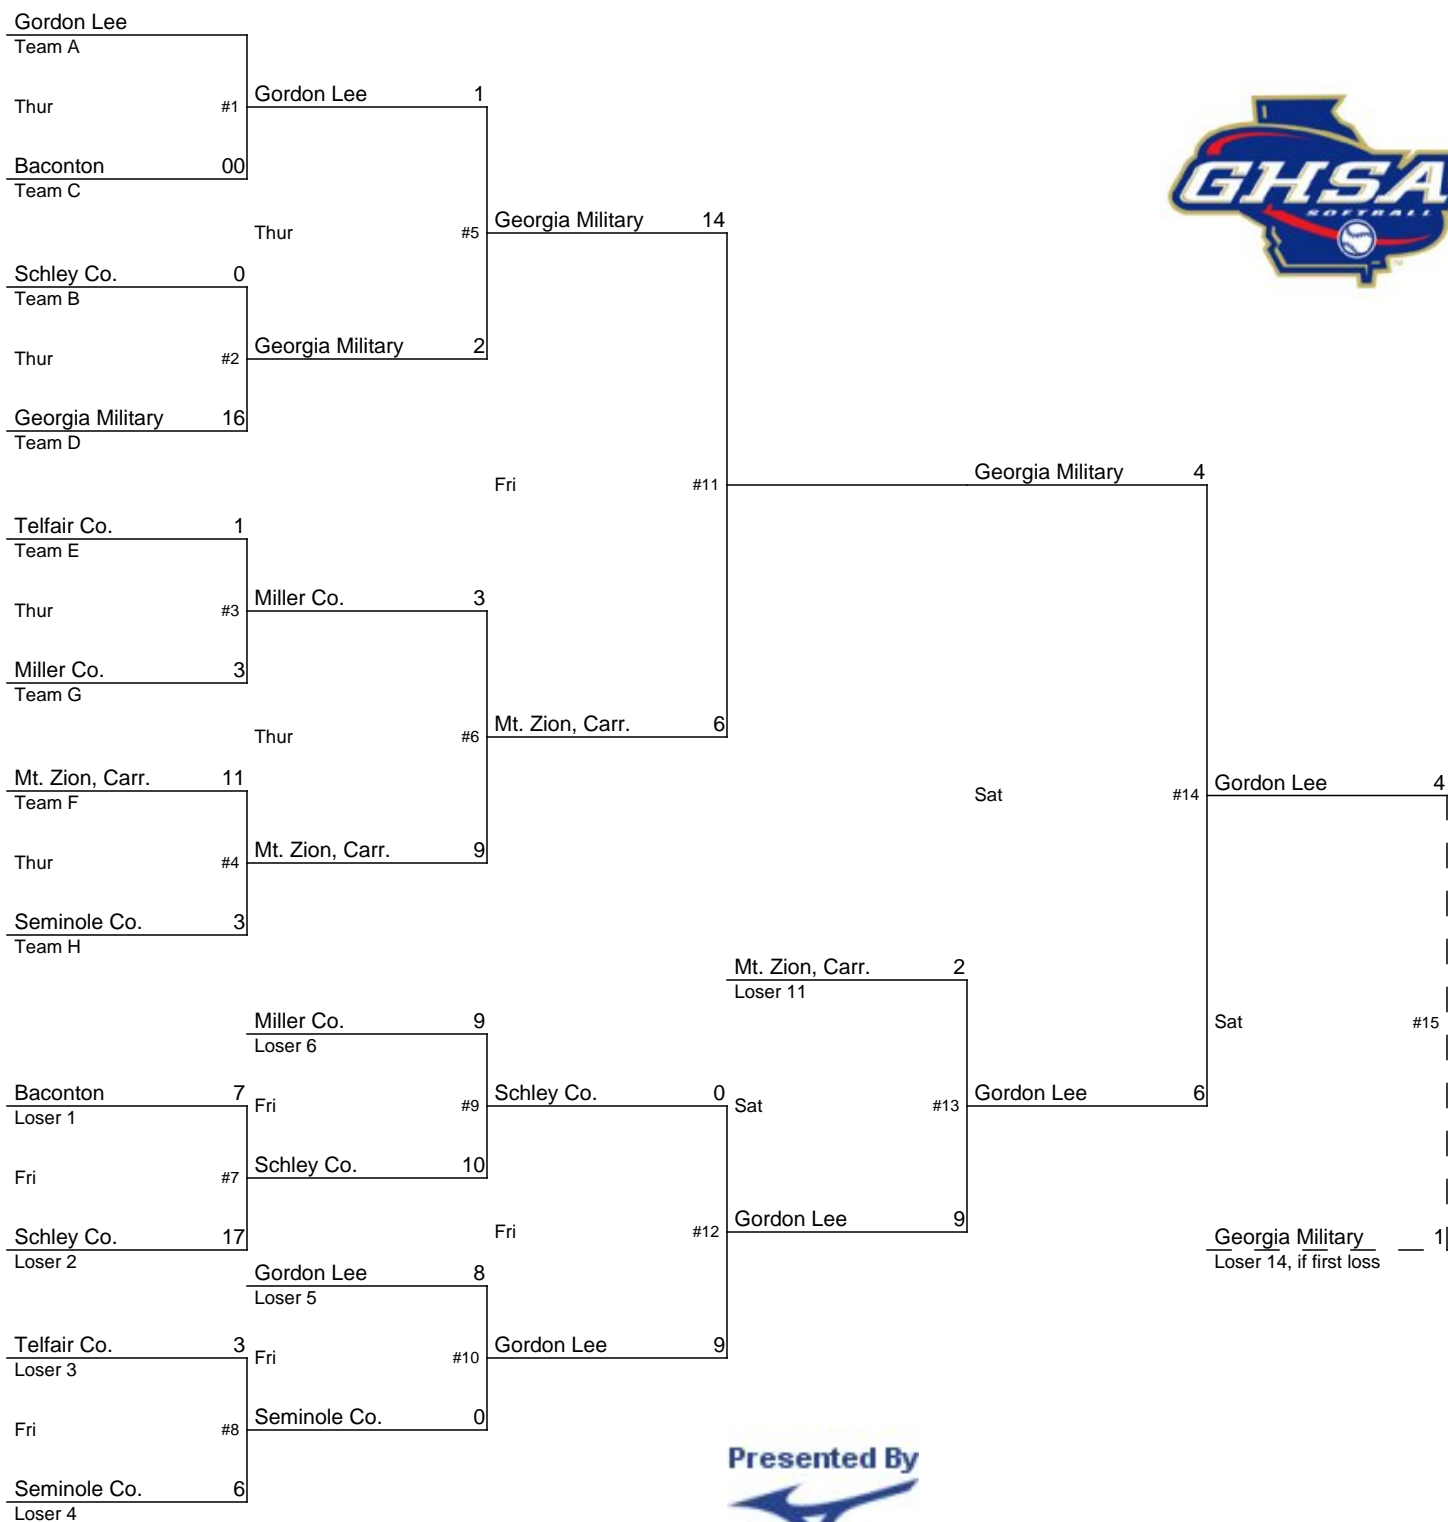 Gordon Lee
Team A
Thur #1
Gordon Lee 1
Baconton 00
Team C
Thur #5
Georgia Military 14
Schley Co. 0
Team B
Thur #2
Georgia Military 2
Georgia Military 16
Team D
GHSA
SOFTBALL
TM
Fri #11
Georgia Military 4
Telfair Co. 1
Team E
Thur #3
Miller Co. 3
Miller Co. 3
Team G
Thur #6
Mt. Zion, Carr. 6
Mt. Zion, Carr. 11
Team F
Thur #4
Mt. Zion, Carr. 9
Seminole Co. 3
Team H
Sat #14
Gordon Lee 4
Mt. Zion, Carr. 2
Loser 11
Miller Co. 9
Loser 6
Sat #15
Baconton 7
Loser 1
Fri #9
Schley Co. 0
Sat #13
Gordon Lee 6
Fri #7
Schley Co. 10
Schley Co. 17
Loser 2
Fri #12
Gordon Lee 9
Georgia Military 1
Loser 14, if first loss
Gordon Lee 8
Loser 5
Telfair Co. 3
Loser 3
Fri #10
Gordon Lee 9
Fri #8
Seminole Co. 0
Seminole Co. 6
Loser 4
Presented By